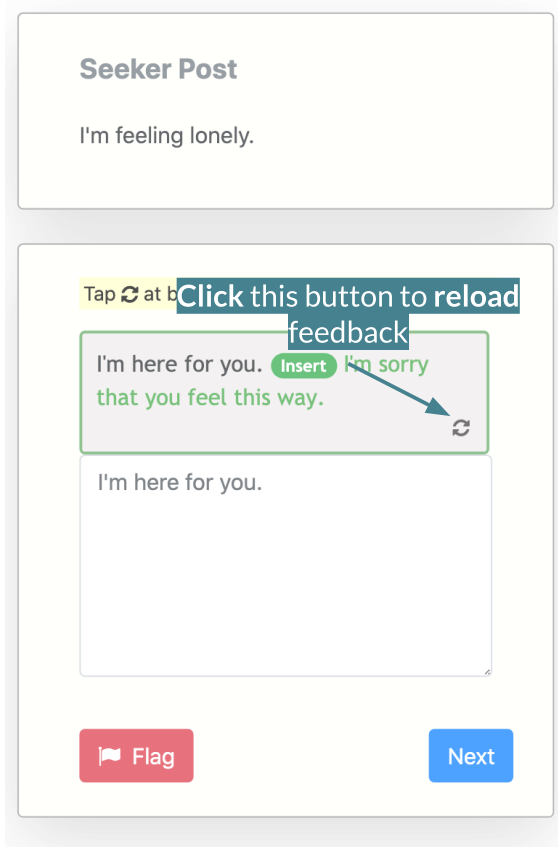 Seeker Post
I'm feeling lonely.
Tap at b
Click this button to reload
feedback
I'm here for you. Insert I'm sorry
that you feel this way.
I'm here for you.
Flag
Next